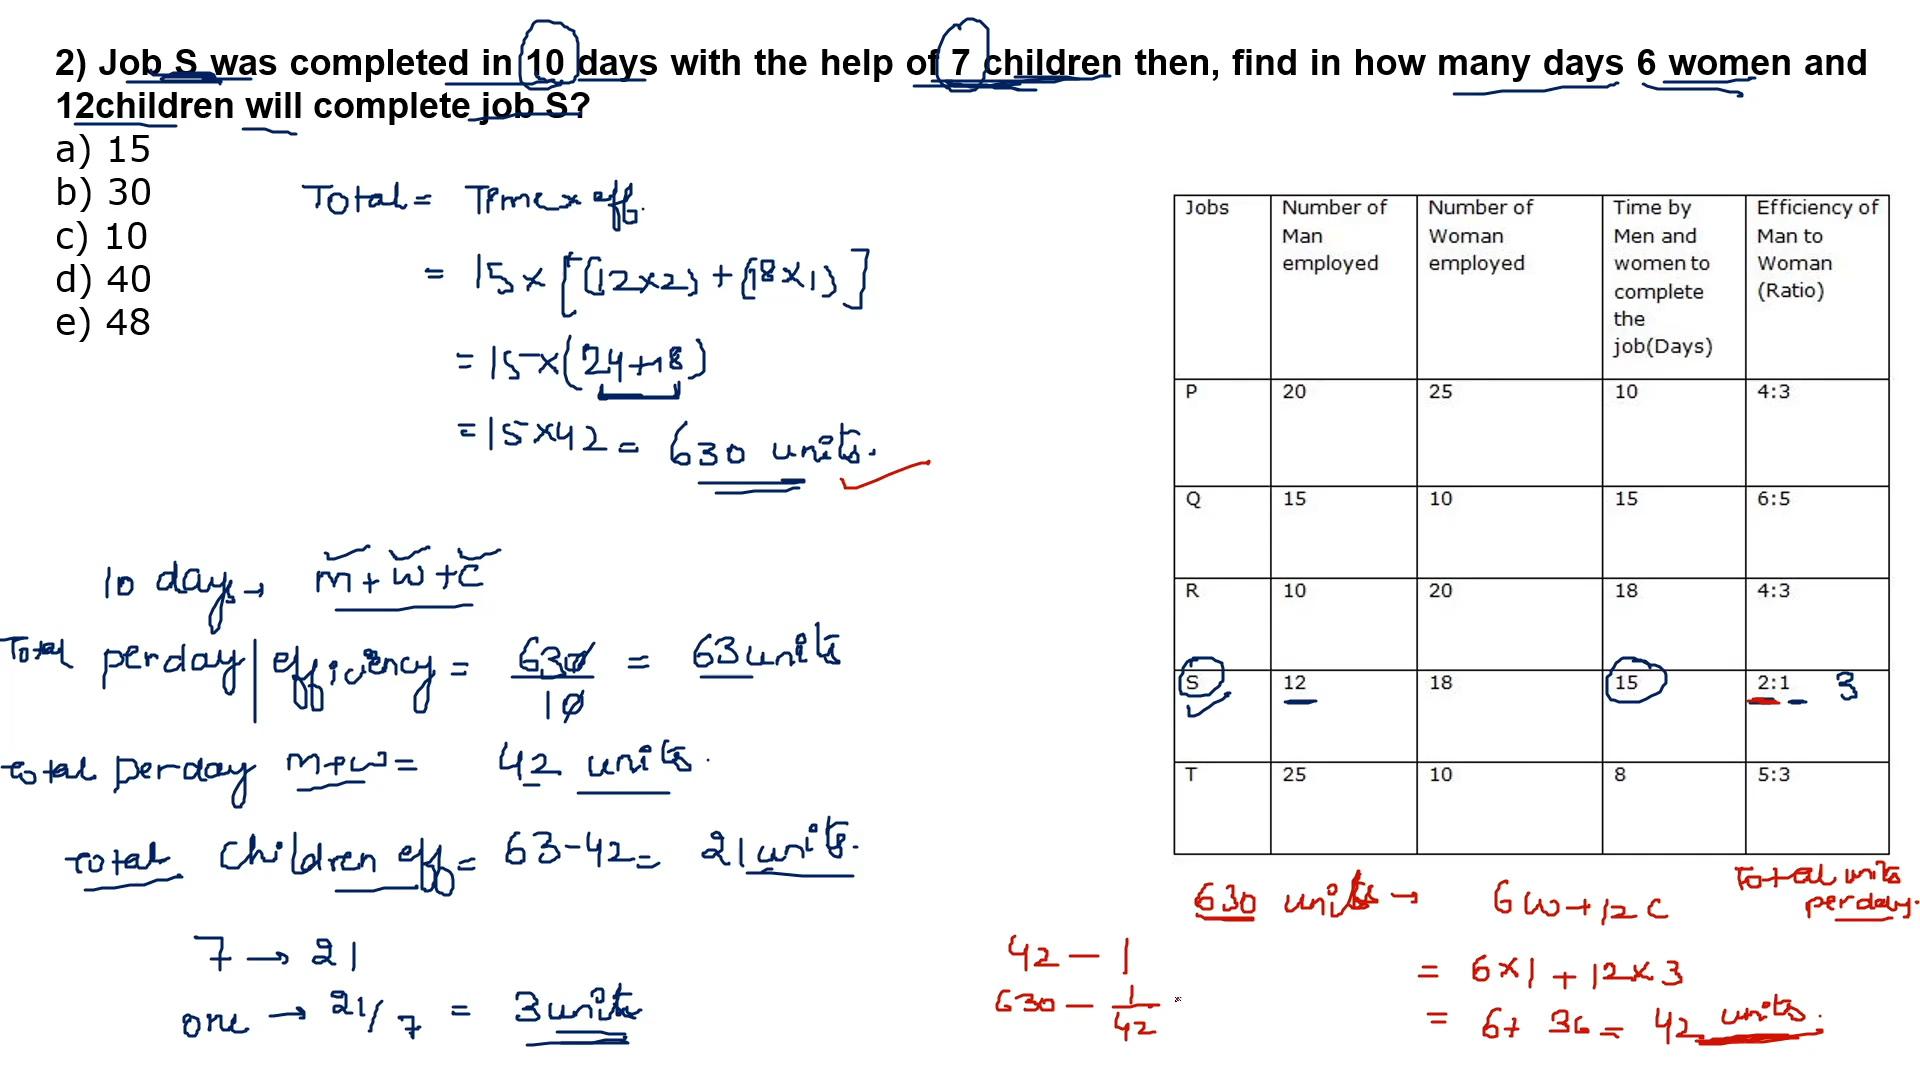 2) Job S was completed in 10 days with the help of 7 children then, find in how many days 6 women and
12children will complete job S?
a) 15
b) 30
c) 10
d) 40
e) 48
Total = Time x eff.
= 15 x [(12x2) + (18x1)]
= 15 x (24+18)
= 15 x 42 = 630 units.
10 days → m + w + c
Total perday | efficiency = 630/10 = 63 units
total perday m+w = 42 units.
total children eff = 63-42 = 21 units.
7 → 21
one → 21/7 = 3 units
Jobs | Number of Man employed | Number of Woman employed | Time by Men and women to complete the job(Days) | Efficiency of Man to Woman (Ratio)
P | 20 | 25 | 10 | 4:3
Q | 15 | 10 | 15 | 6:5
R | 10 | 20 | 18 | 4:3
S | 12 | 18 | 15 | 2:1 3
T | 25 | 10 | 8 | 5:3
630 units → 6w + 12c
Total units
perday.
= 6x1 + 12x3
= 6+ 36 = 42 units.
42 - 1
630 - 1/42